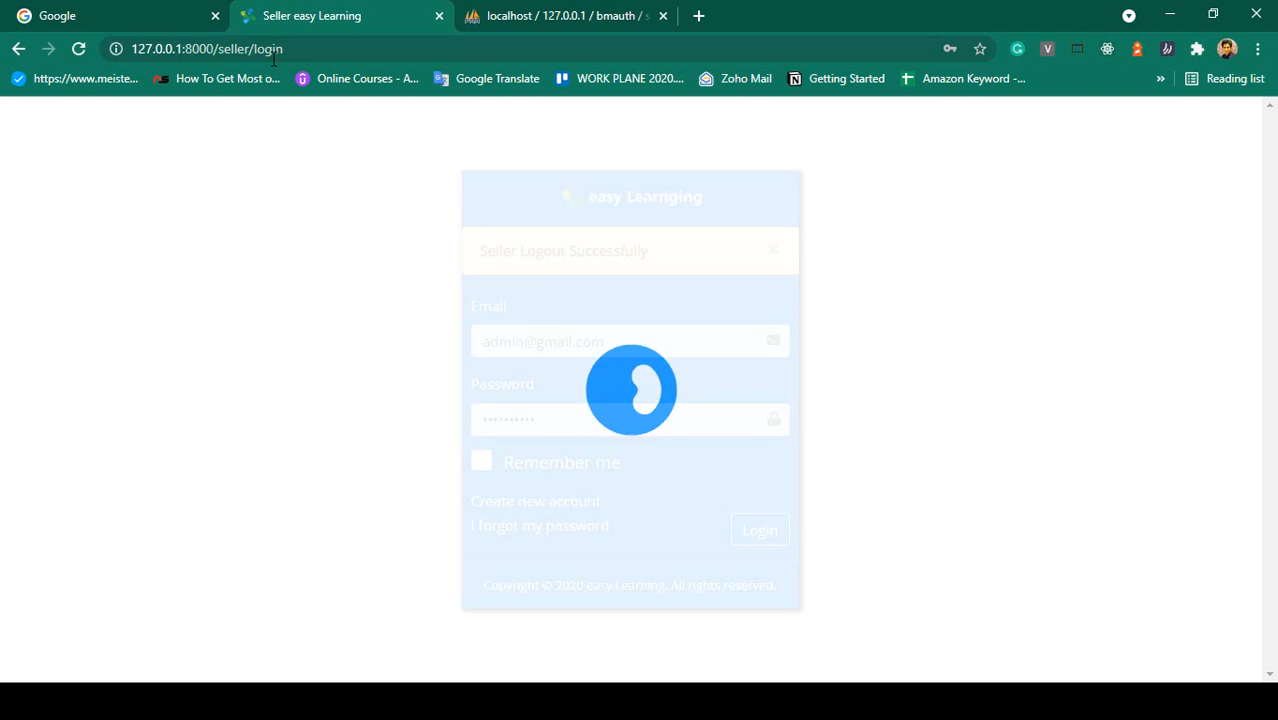 Google
Seller easy Learning
localhost / 127.0.0.1 / bmauth / s
127.0.0.1:8000/seller/login
https://www.meiste...
How To Get Most o...
Online Courses - A...
Google Translate
WORK PLANE 2020....
Zoho Mail
Getting Started
Amazon Keyword -...
»
Reading list
easy Learnging
Seller Logout Successfully
Email
admin@gmail.com
Password
Remember me
Create new account
I forgot my password
Login
Copyright © 2020 easy Learning. All rights reserved.